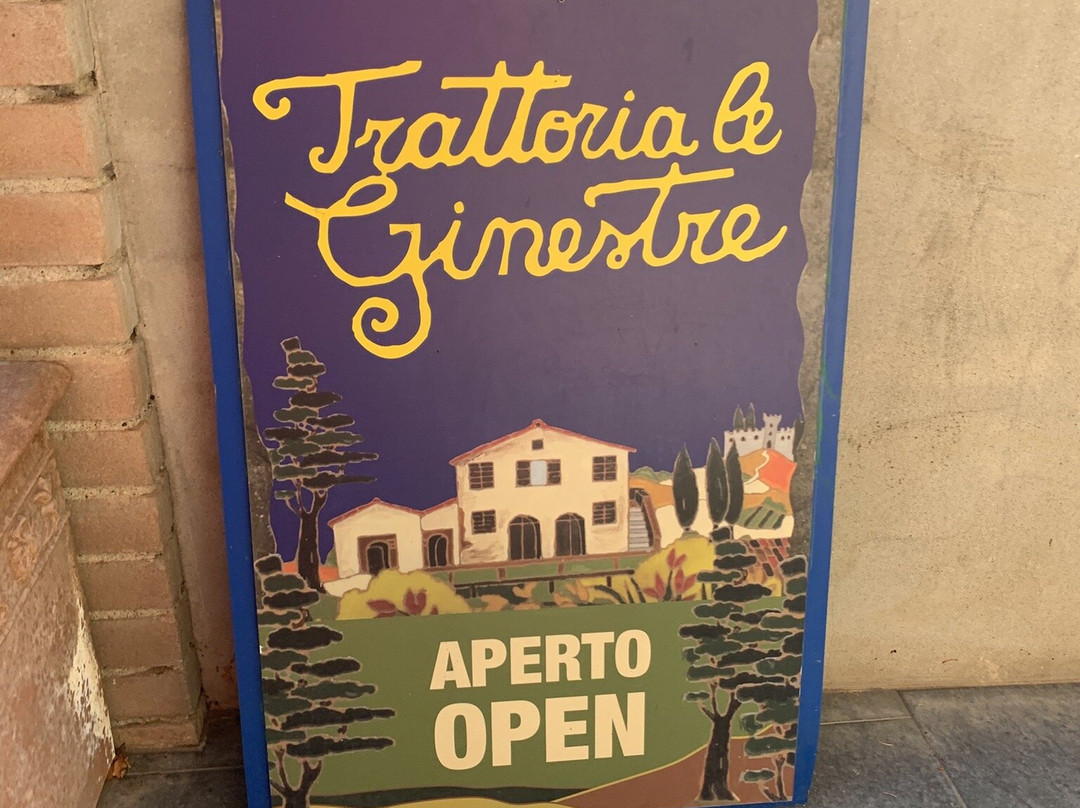 Trattoria le
Ginestre
APERTO
OPEN